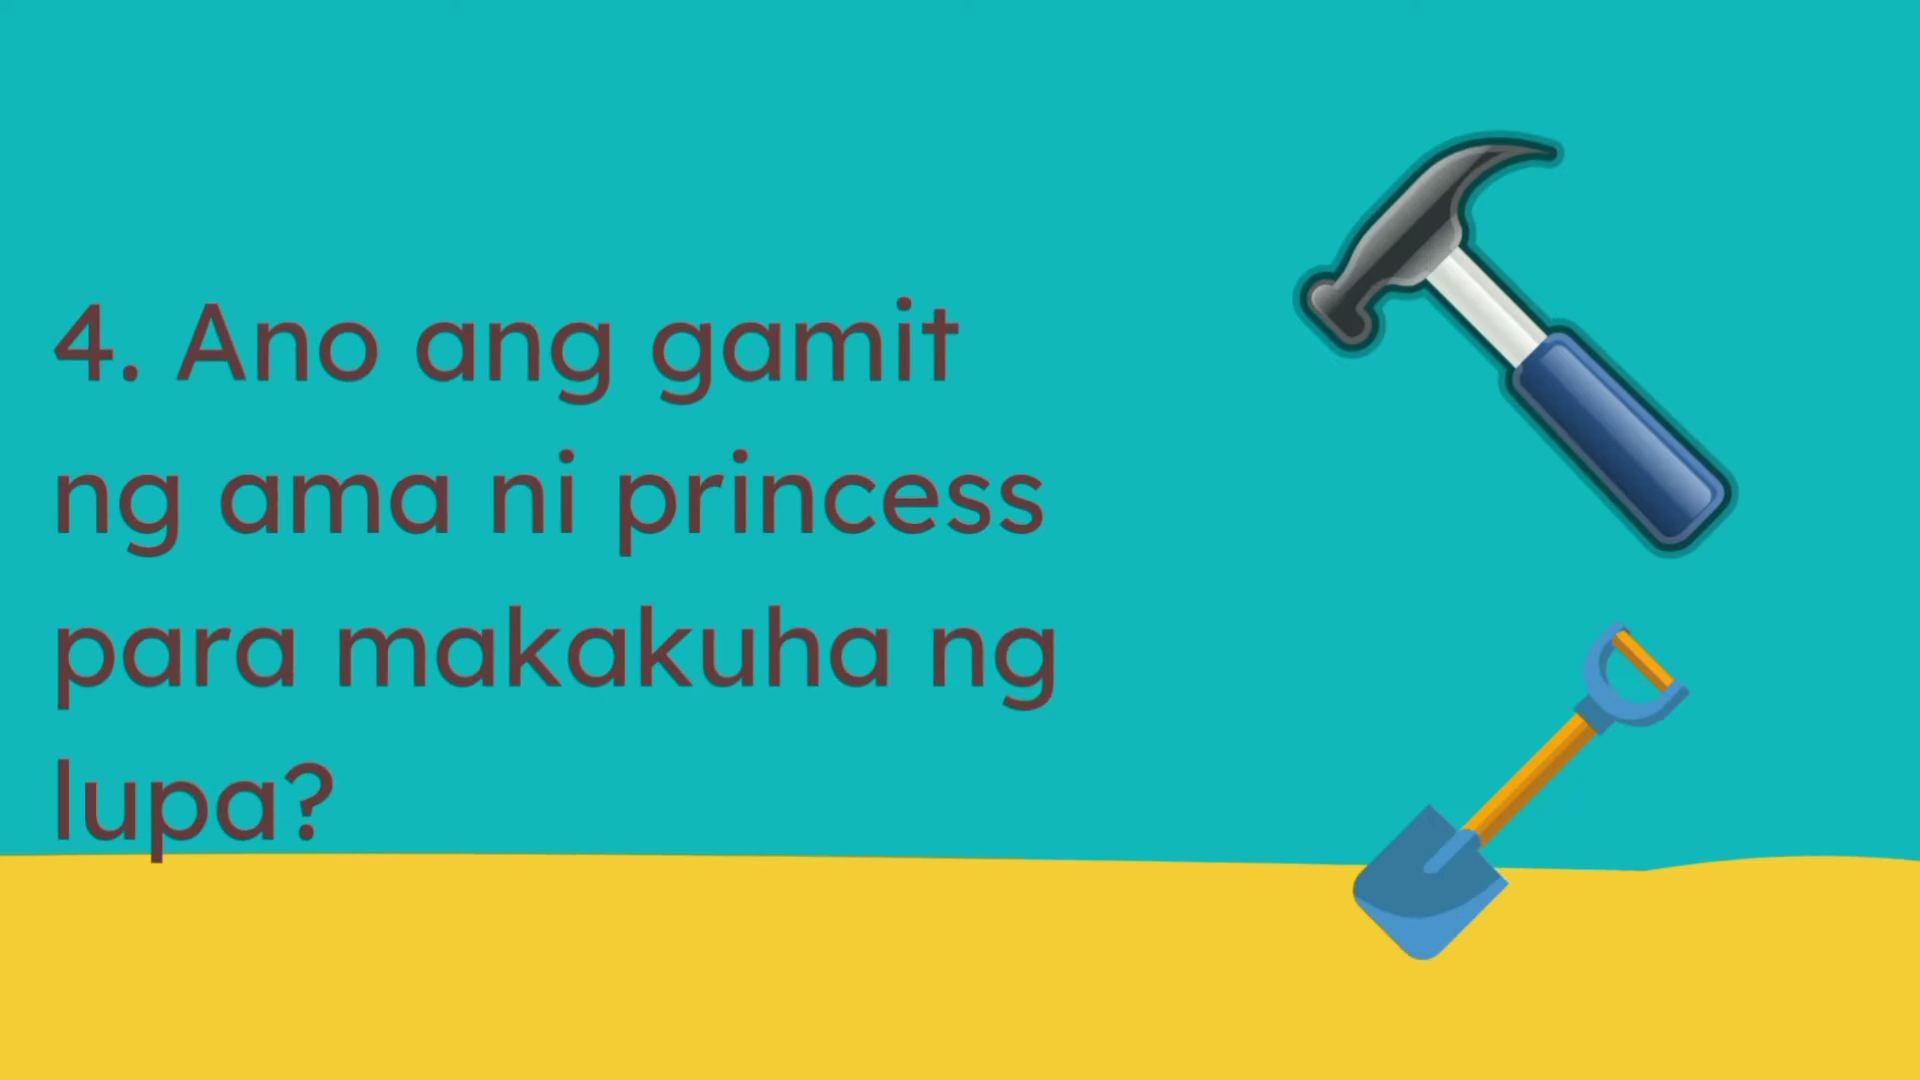 4. Ano ang gamit
ng ama ni princess
para makakuha ng
lupa?